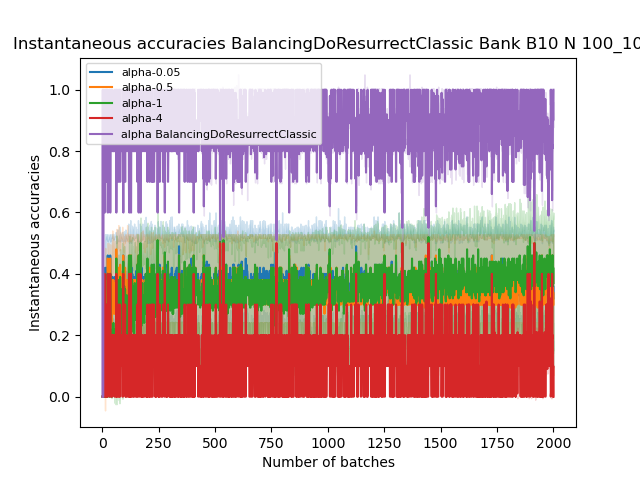 Instantaneous accuracies BalancingDoResurrectClassic Bank B10 N 100_10
alpha-0.05
alpha-0.5
alpha-1
alpha-4
alpha BalancingDoResurrectClassic
Instantaneous accuracies
1.0
0.8
0.6
0.4
0.2
0.0
0 250 500 750 1000 1250 1500 1750 2000
Number of batches